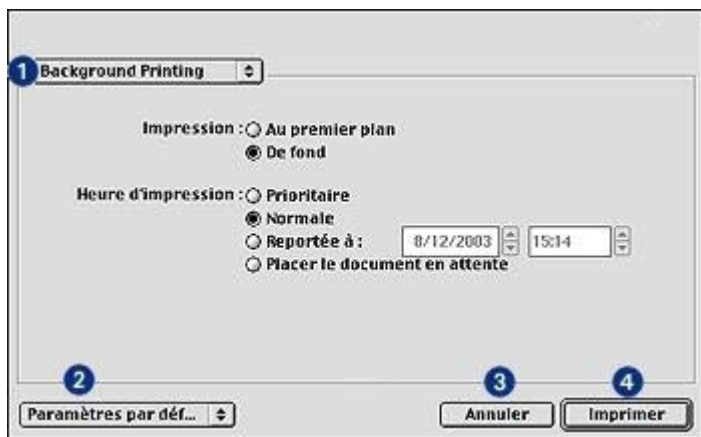 1 Background Printing
Impression : Au premier plan
De fond
Heure d'impression : Prioritaire
Normale
Reportée à : 8/12/2003 15:14
Placer le document en attente
2 3 4
Paramètres par déf... Annuler Imprimer